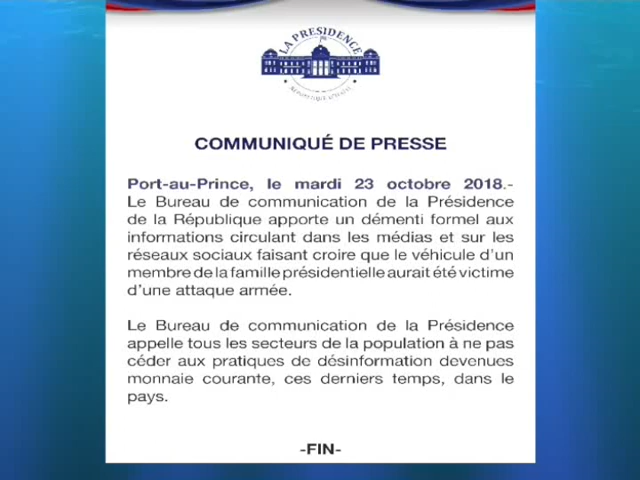 LA PRESIDENCE
COMMUNIQUÉ DE PRESSE
Port-au-Prince, le mardi 23 octobre 2018.-
Le Bureau de communication de la Présidence
de la République apporte un démenti formel aux
informations circulant dans les médias et sur les
réseaux sociaux faisant croire que le véhicule d'un
membre de la famille présidentielle aurait été victime
d'une attaque armée.
Le Bureau de communication de la Présidence
appelle tous les secteurs de la population à ne pas
céder aux pratiques de désinformation devenues
monnaie courante, ces derniers temps, dans le
pays.
-FIN-